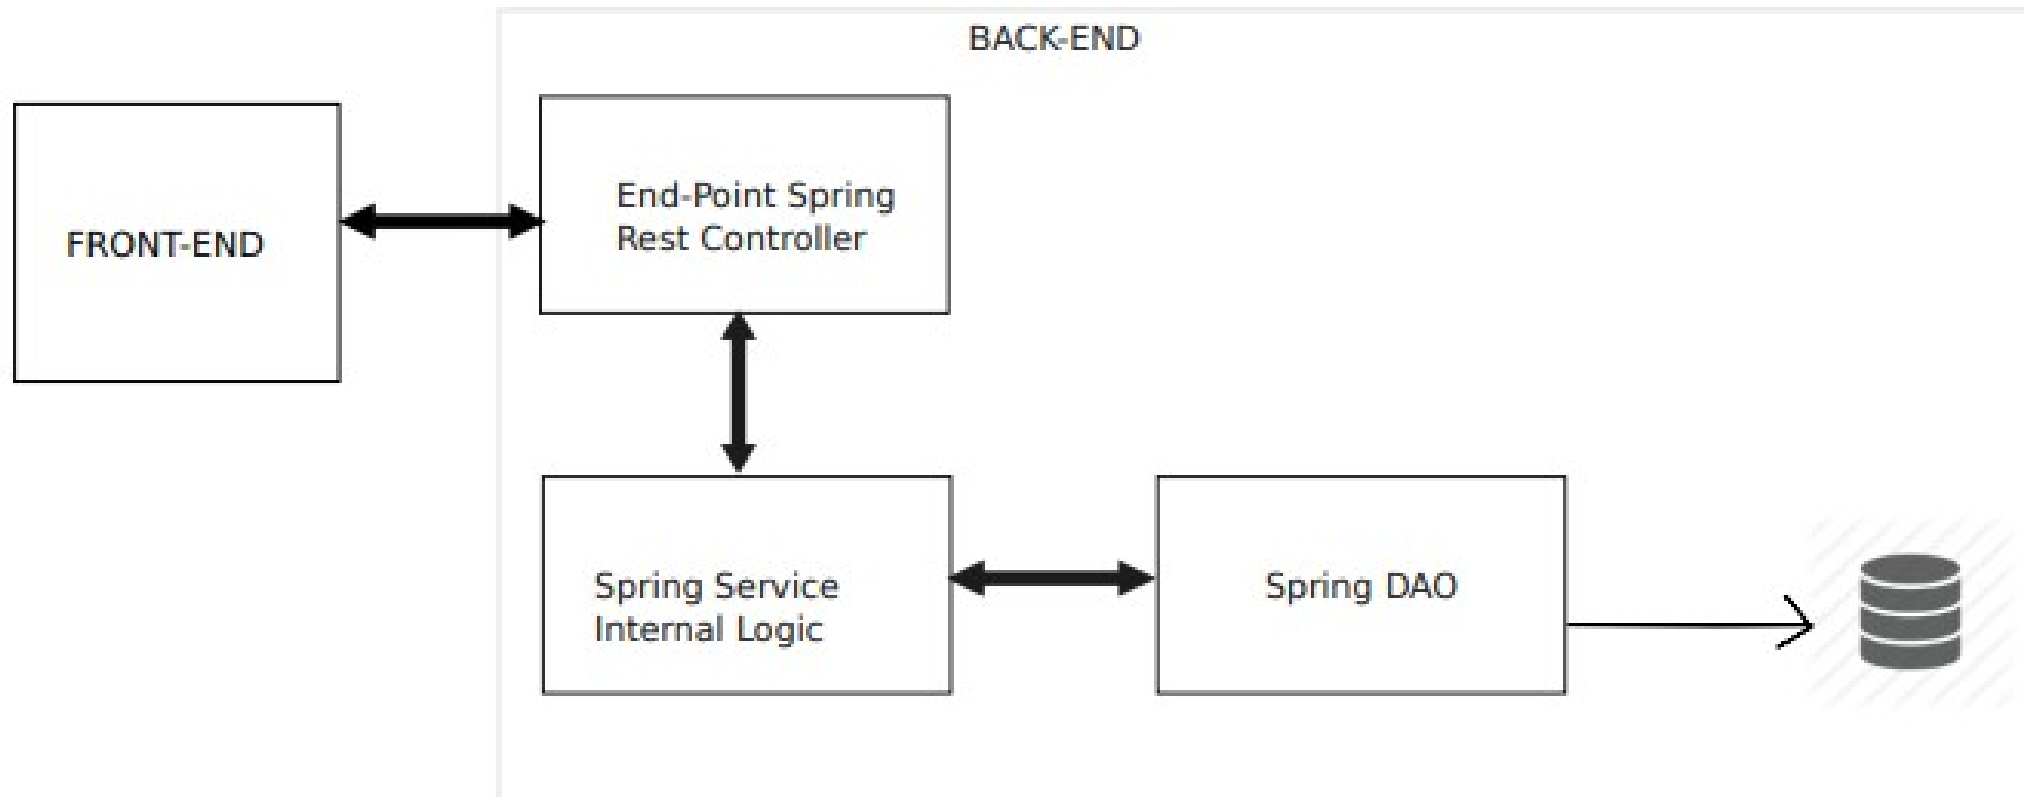 BACK-END
FRONT-END
End-Point Spring
Rest Controller
Spring Service
Internal Logic
Spring DAO